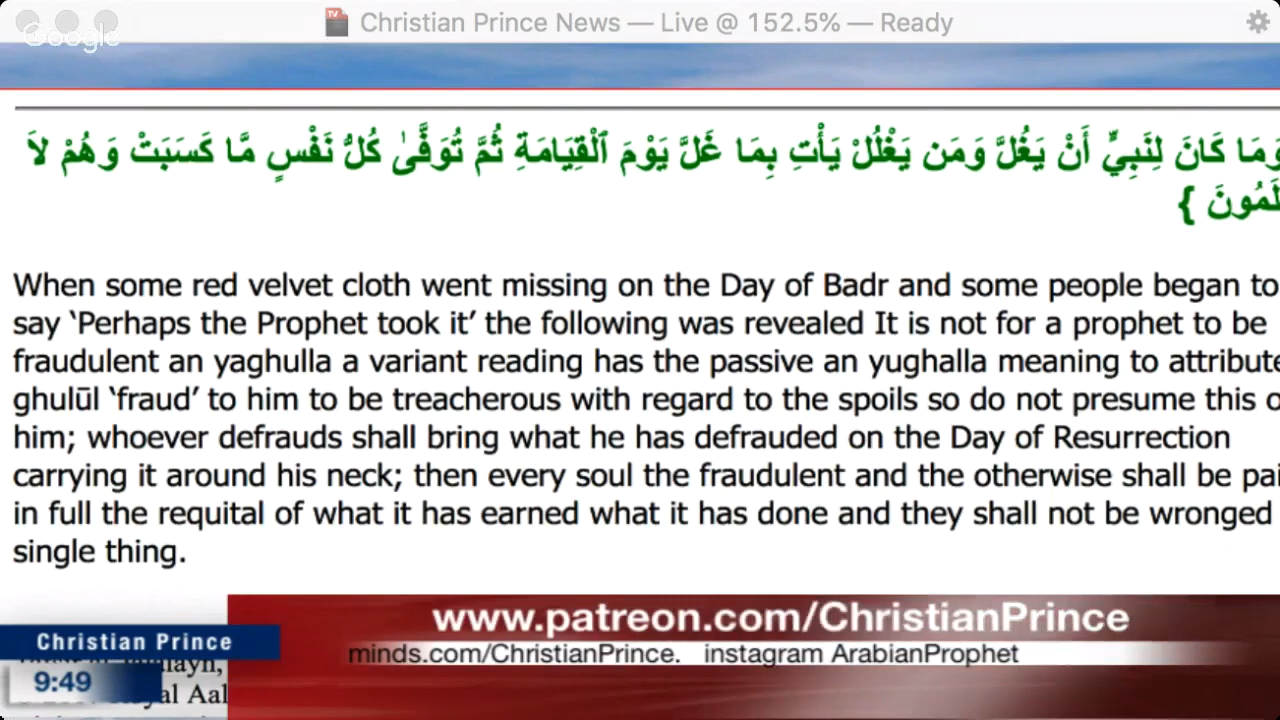 Christian Prince News — Live @ 152.5% — Ready
Google
وَمَا كَانَ لِنَبِيٍّ أَنْ يَغُلَّ وَمَن يَغْلُلْ يَأْتِ بِمَا غَلَّ يَوْمَ ٱلْقِيَامَةِ ثُمَّ تُوَفَّىٰ كُلُّ نَفْسٍ مَّا كَسَبَتْ وَهُمْ لاَ
لَمُونَ }
When some red velvet cloth went missing on the Day of Badr and some people began to
say ‘Perhaps the Prophet took it’ the following was revealed It is not for a prophet to be
fraudulent an yaghulla a variant reading has the passive an yughalla meaning to attribute
ghulūl ‘fraud’ to him to be treacherous with regard to the spoils so do not presume this o
him; whoever defrauds shall bring what he has defrauded on the Day of Resurrection
carrying it around his neck; then every soul the fraudulent and the otherwise shall be pai
in full the requital of what it has earned what it has done and they shall not be wronged
single thing.
www.patreon.com/ChristianPrince
Christian Prince
minds.com/ChristianPrince. instagram ArabianProphet
9:49
al Aal